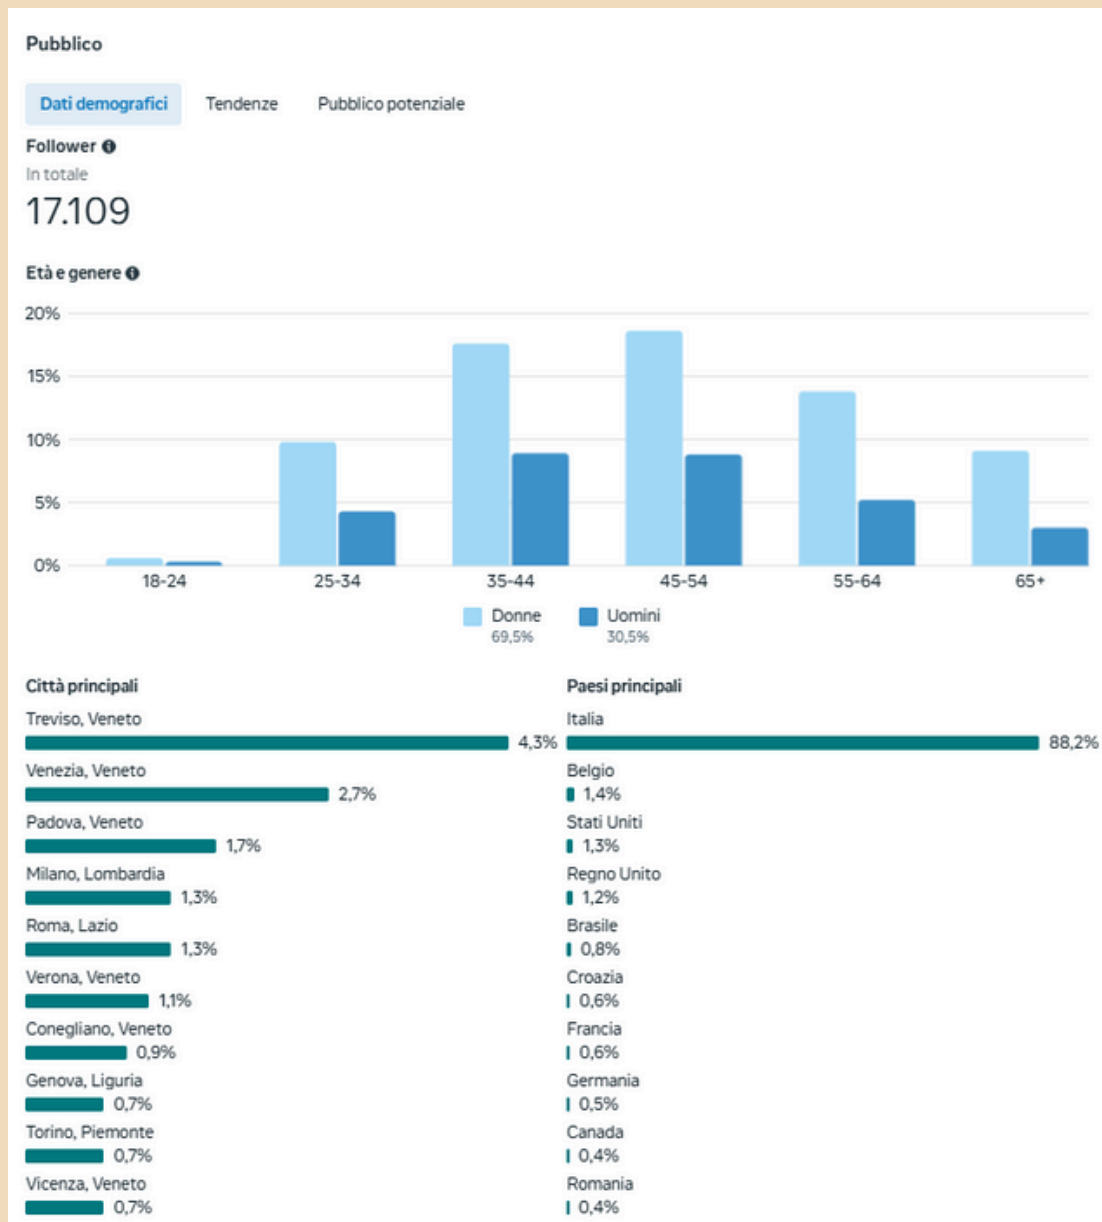 Pubblico
Dati demografici Tendenze Pubblico potenziale
Follower
In totale
17.109
Età e genere
20%
15%
10%
5%
0%
18-24 25-34 35-44 45-54 55-64 65+
Donne Uomini
69,5% 30,5%
Città principali
Treviso, Veneto
4,3%
Venezia, Veneto
2,7%
Padova, Veneto
1,7%
Milano, Lombardia
1,3%
Roma, Lazio
1,3%
Verona, Veneto
1,1%
Conegliano, Veneto
0,9%
Genova, Liguria
0,7%
Torino, Piemonte
0,7%
Vicenza, Veneto
0,7%
Paesi principali
Italia
88,2%
Belgio
1,4%
Stati Uniti
1,3%
Regno Unito
1,2%
Brasile
0,8%
Croazia
0,6%
Francia
0,6%
Germania
0,5%
Canada
0,4%
Romania
0,4%